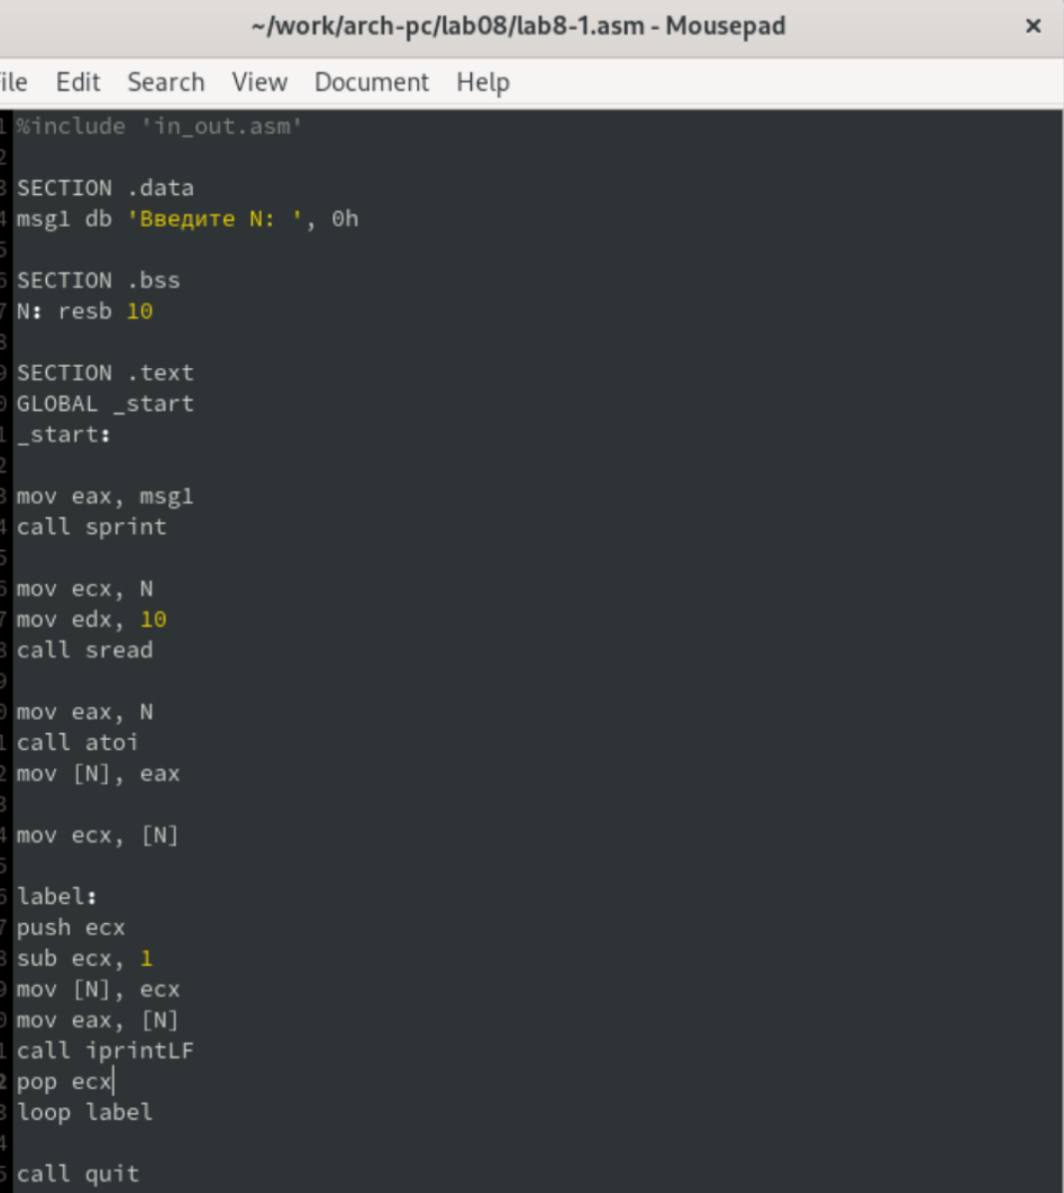 ~/work/arch-pc/lab08/lab8-1.asm - Mousepad ×
ile Edit Search View Document Help
1 %include 'in_out.asm'
2
3 SECTION .data
4 msg1 db 'Введите N: ', 0h
5
6 SECTION .bss
7 N: resb 10
8
9 SECTION .text
0 GLOBAL _start
1 _start:
2
3 mov eax, msg1
4 call sprint
5
6 mov ecx, N
7 mov edx, 10
8 call sread
9
0 mov eax, N
1 call atoi
2 mov [N], eax
3
4 mov ecx, [N]
5
6 label:
7 push ecx
8 sub ecx, 1
9 mov [N], ecx
0 mov eax, [N]
1 call iprintLF
2 pop ecx
3 loop label
4
5 call quit